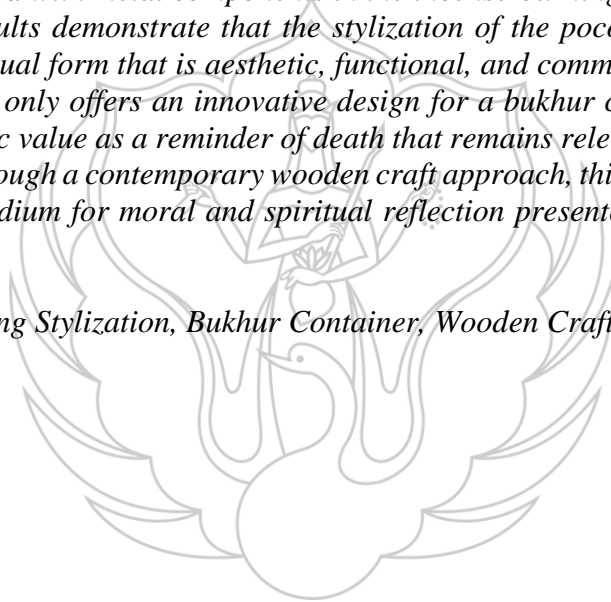 ults demonstrate that the stylization of the poc
ual form that is aesthetic, functional, and comm
only offers an innovative design for a bukhur c
c value as a reminder of death that remains rele
ough a contemporary wooden craft approach, thi
dium for moral and spiritual reflection presente
ng Stylization, Bukhur Container, Wooden Craft